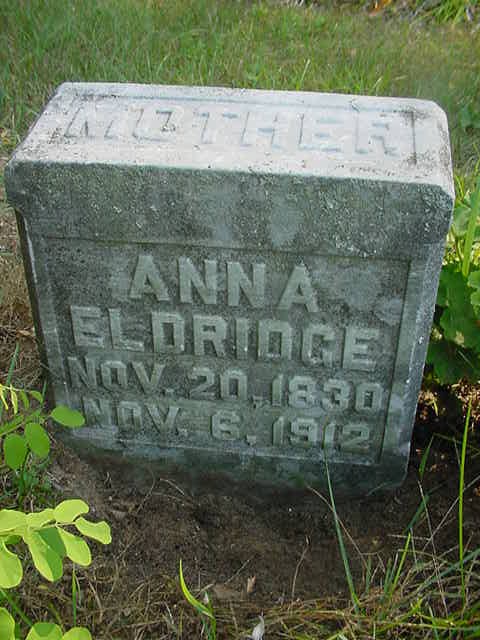 MOTHER
ANNA
ELDRIDGE
NOV. 20, 1830
NOV. 6, 1912